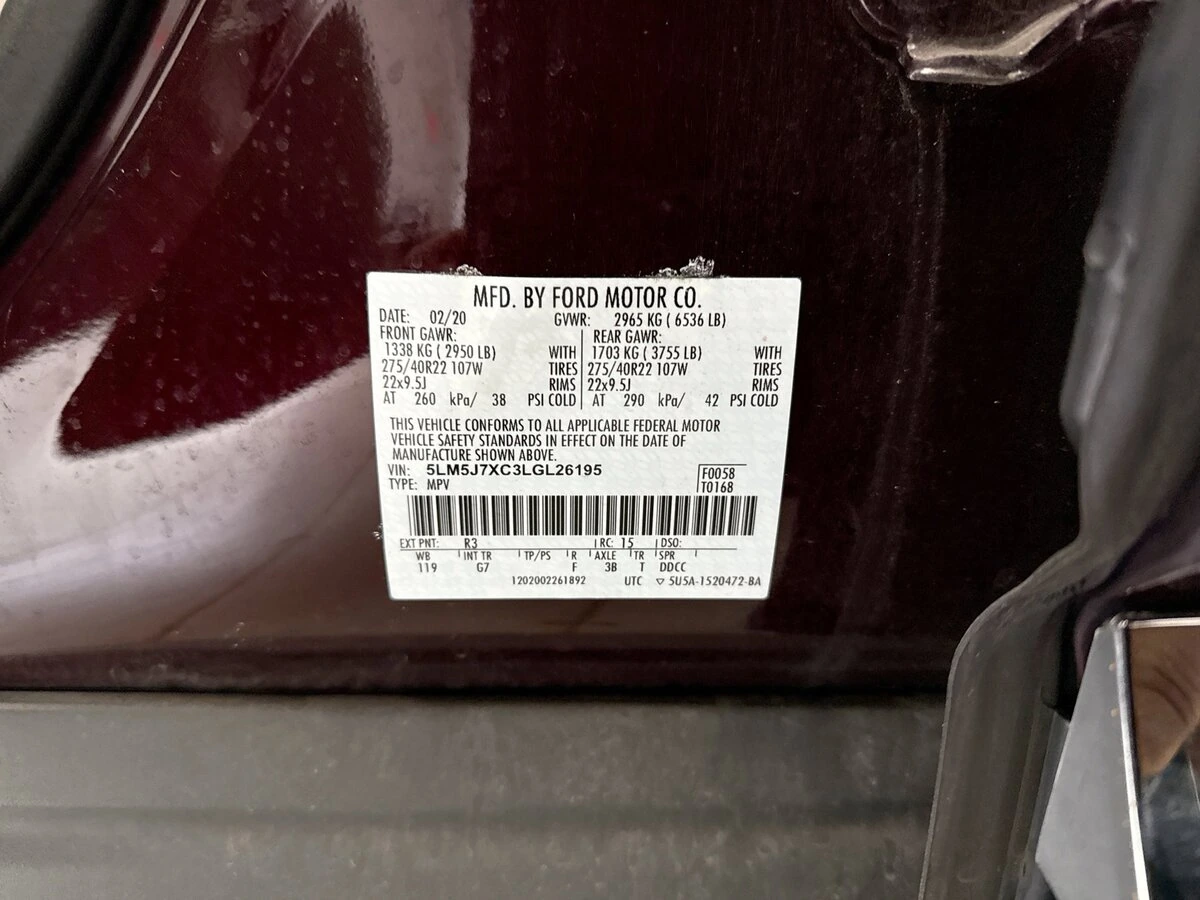 MFD. BY FORD MOTOR CO.
DATE: 02/20 GVWR: 2965 KG ( 6536 LB)
FRONT GAWR: REAR GAWR:
1338 KG ( 2950 LB) WITH 1703 KG ( 3755 LB) WITH
275/40R22 107W TIRES 275/40R22 107W TIRES
22x9.5J RIMS 22x9.5J RIMS
AT 260 kPa/ 38 PSI COLD AT 290 kPa/ 42 PSI COLD
THIS VEHICLE CONFORMS TO ALL APPLICABLE FEDERAL MOTOR
VEHICLE SAFETY STANDARDS IN EFFECT ON THE DATE OF
MANUFACTURE SHOWN ABOVE.
VIN: 5LM5J7XC3LGL26195 F0058
TYPE: MPV T0168
EXT PNT: R3 RC: 15 DSO:
WB INT TR TP/PS R AXLE TR SPR
119 G7 F 3B T DDCC
1202002261892 UTC ▽ 5U5A-1520472-BA